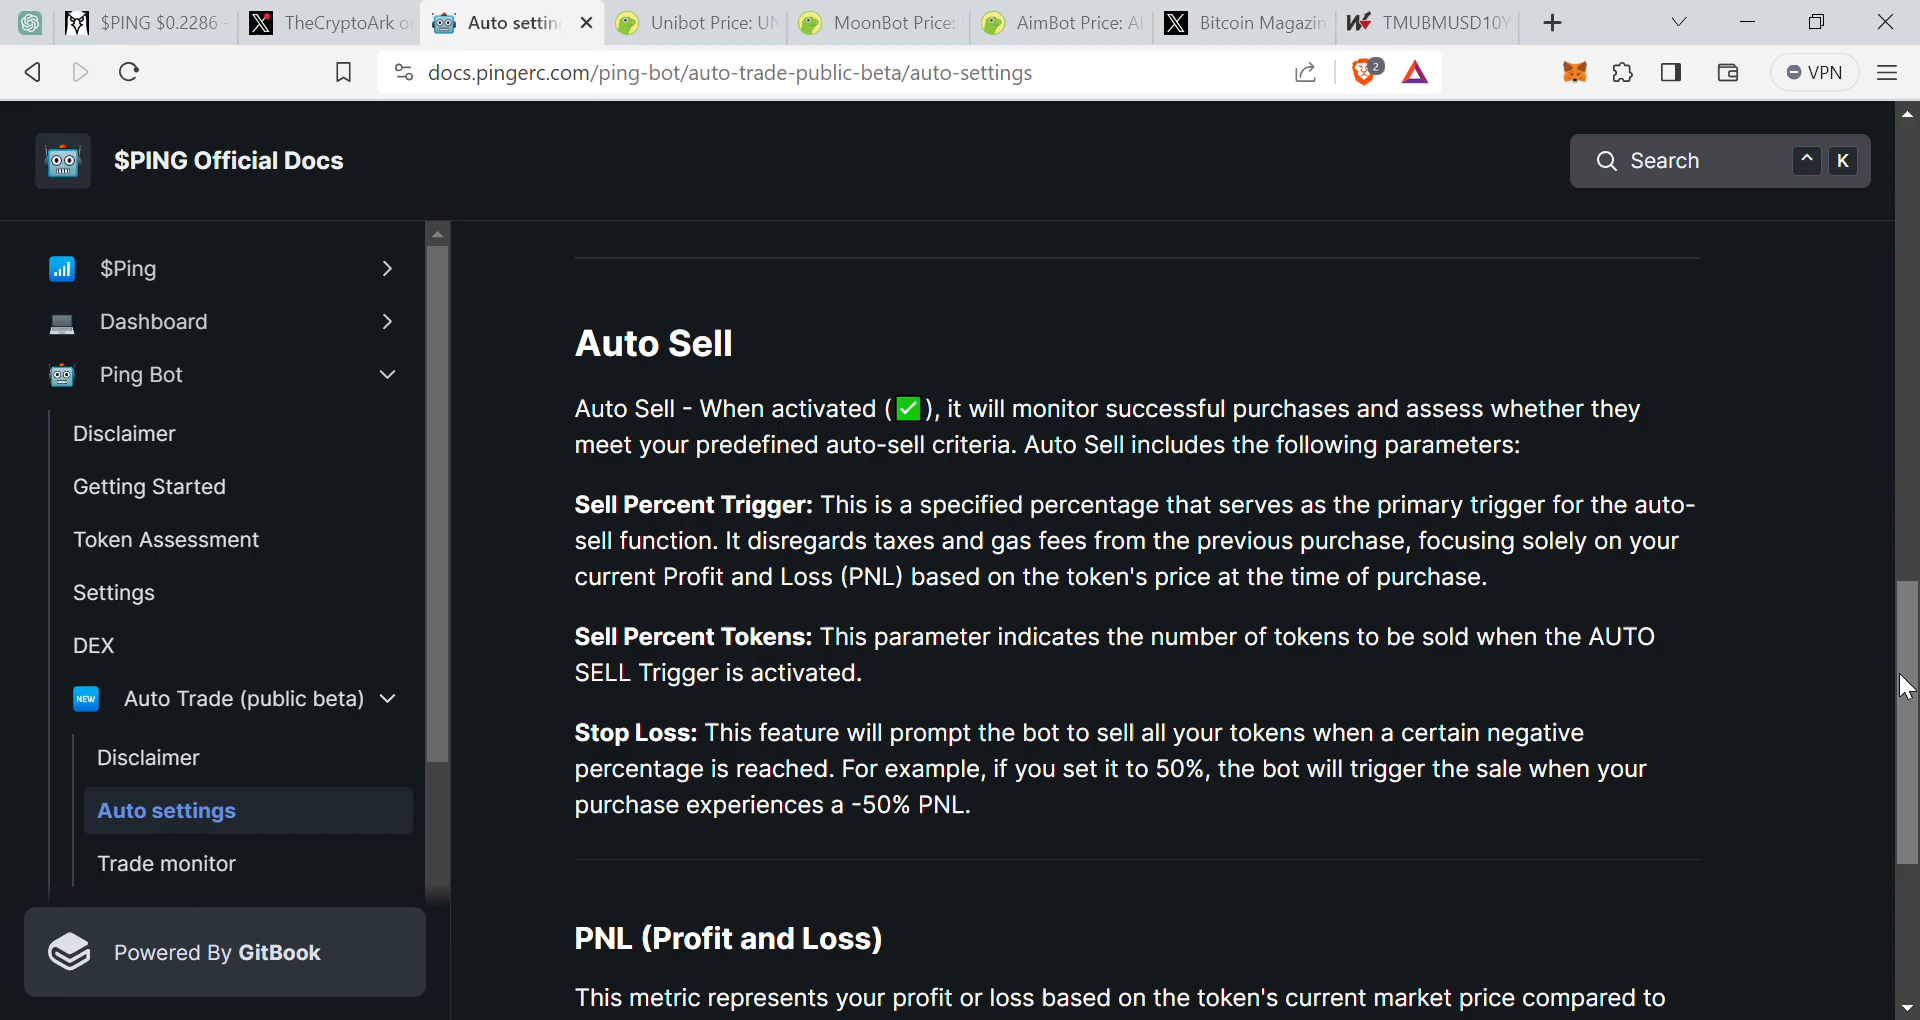 $PING $0.2286 -
TheCryptoArk o
Auto settin
Unibot Price: UN
MoonBot Price:
AimBot Price: AI
Bitcoin Magazin
TMUBMUSD10Y
docs.pingerc.com/ping-bot/auto-trade-public-beta/auto-settings
2
VPN
$PING Official Docs
Search
^ K
$Ping
Dashboard
Ping Bot
Disclaimer
Getting Started
Token Assessment
Settings
DEX
NEW Auto Trade (public beta)
Disclaimer
Auto settings
Trade monitor
Powered By GitBook
Auto Sell
Auto Sell - When activated (✅), it will monitor successful purchases and assess whether they
meet your predefined auto-sell criteria. Auto Sell includes the following parameters:
Sell Percent Trigger: This is a specified percentage that serves as the primary trigger for the auto-
sell function. It disregards taxes and gas fees from the previous purchase, focusing solely on your
current Profit and Loss (PNL) based on the token's price at the time of purchase.
Sell Percent Tokens: This parameter indicates the number of tokens to be sold when the AUTO
SELL Trigger is activated.
Stop Loss: This feature will prompt the bot to sell all your tokens when a certain negative
percentage is reached. For example, if you set it to 50%, the bot will trigger the sale when your
purchase experiences a -50% PNL.
PNL (Profit and Loss)
This metric represents your profit or loss based on the token's current market price compared to